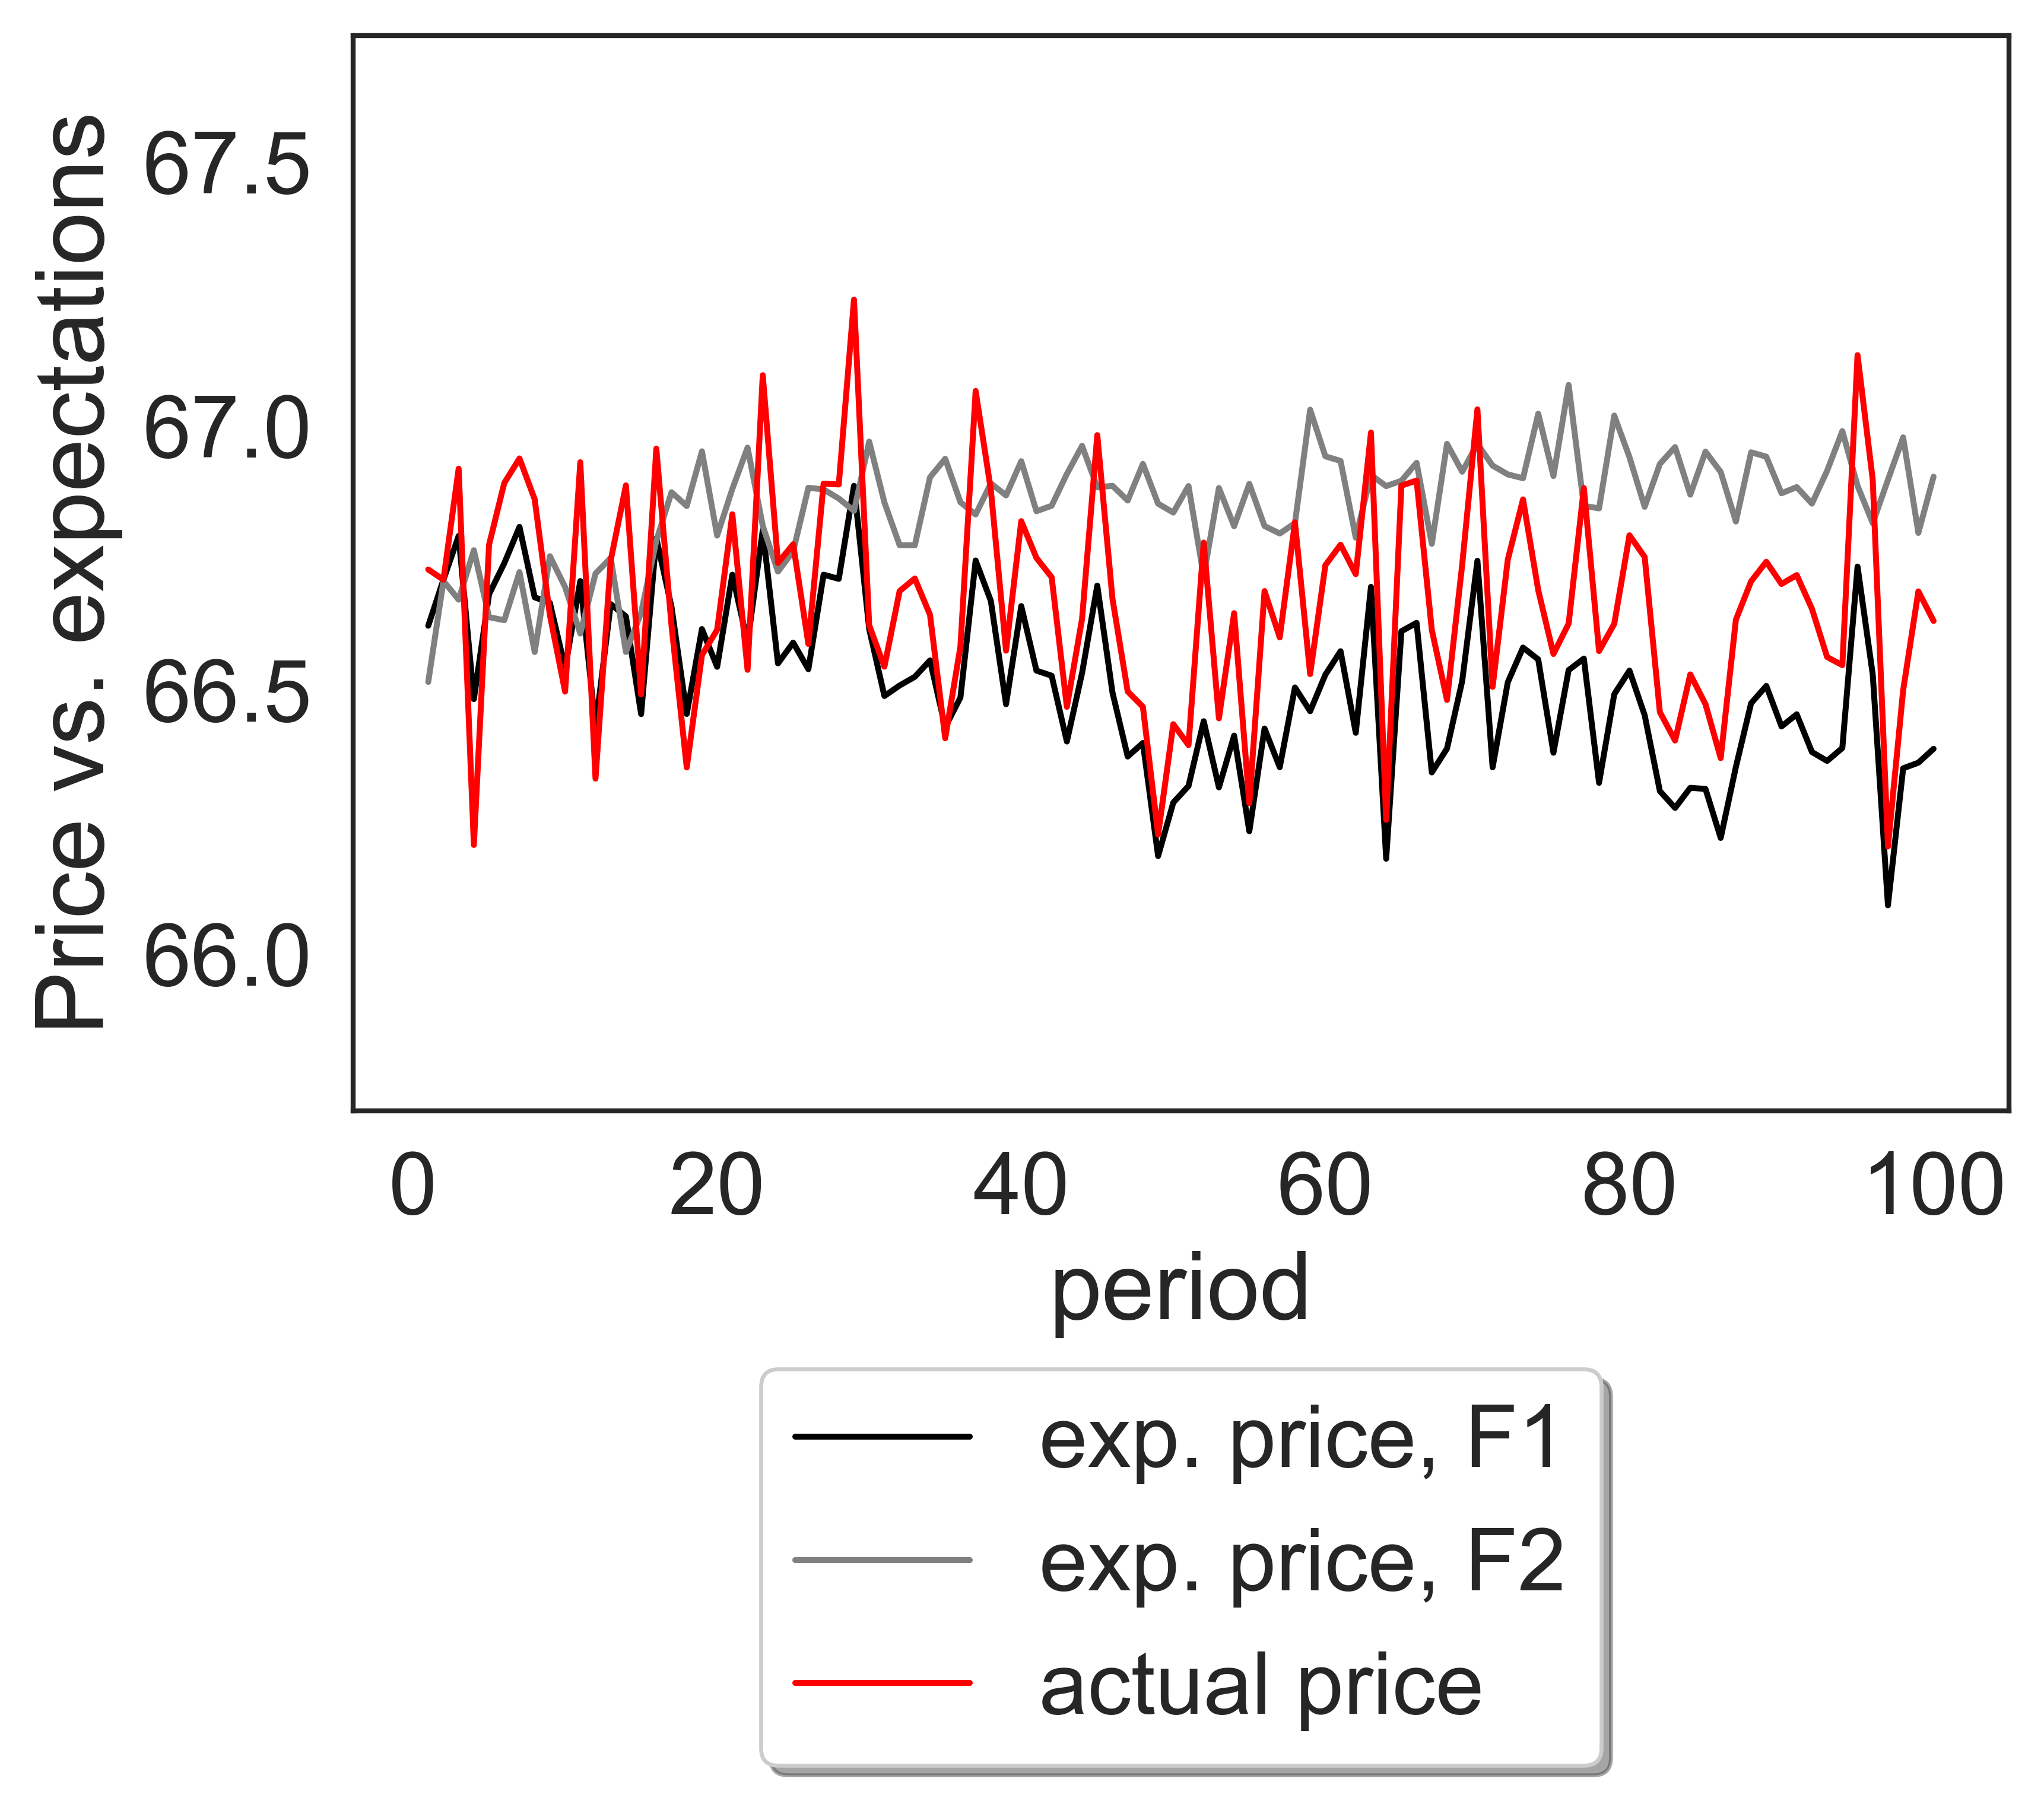 Price vs. expectations
67.5
67.0
66.5
66.0
0 20 40 60 80 100
period
exp. price, F1
exp. price, F2
actual price